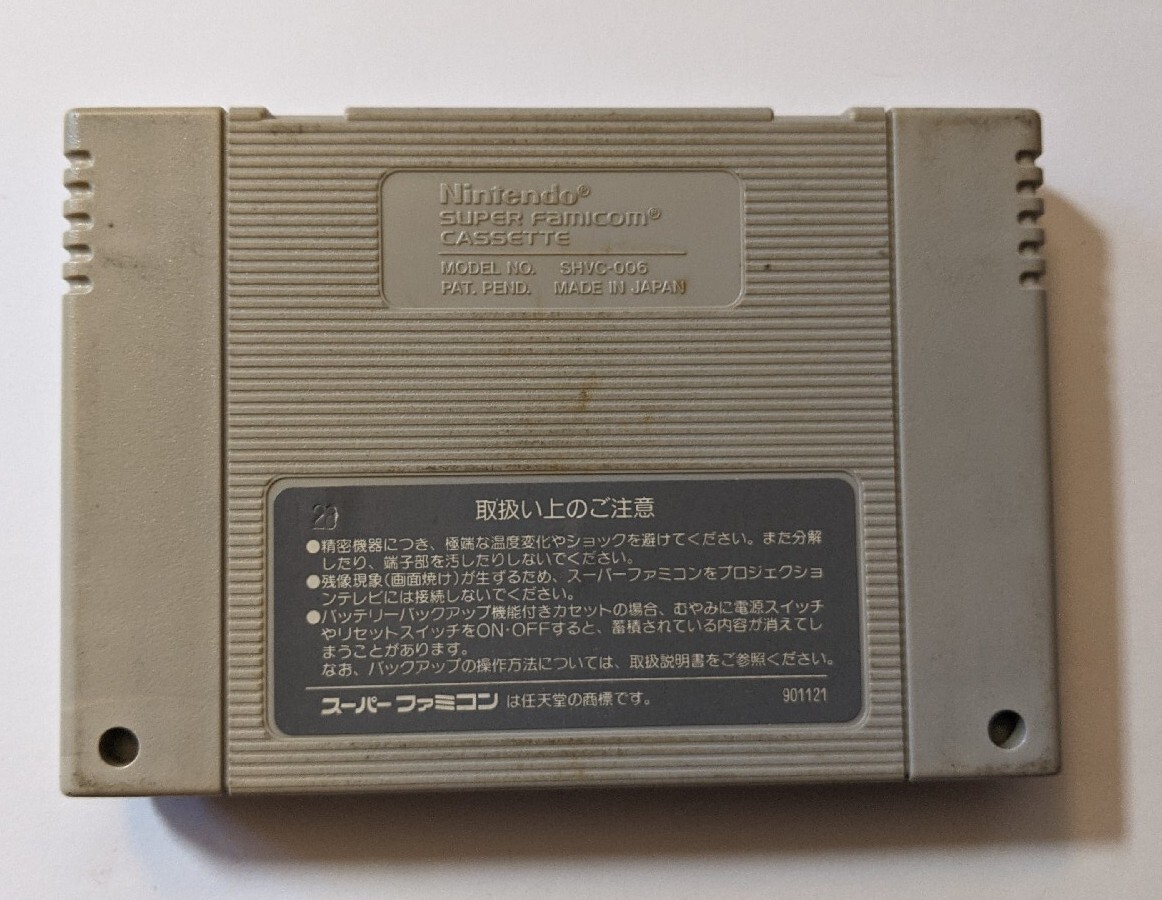 Nintendo®
SUPER FAMICOM®
CASSETTE
MODEL NO. SHVC-006
PAT. PEND. MADE IN JAPAN
取扱い上のご注意
●精密機器につき、極端な温度変化やショックを避けてください。また分解
したり、端子部を汚したりしないでください。
●残像現象(画面焼け)が生ずるため、スーパーファミコンをプロジェクショ
ンテレビには接続しないでください。
●バッテリーバックアップ機能付きカセットの場合、むやみに電源スイッチ
やリセットスイッチをON・OFFすると、蓄積されている内容が消えてし
まうことがあります。
なお、バックアップの操作方法については、取扱説明書をご参照ください。
スーパーファミコン は任天堂の商標です。 901121